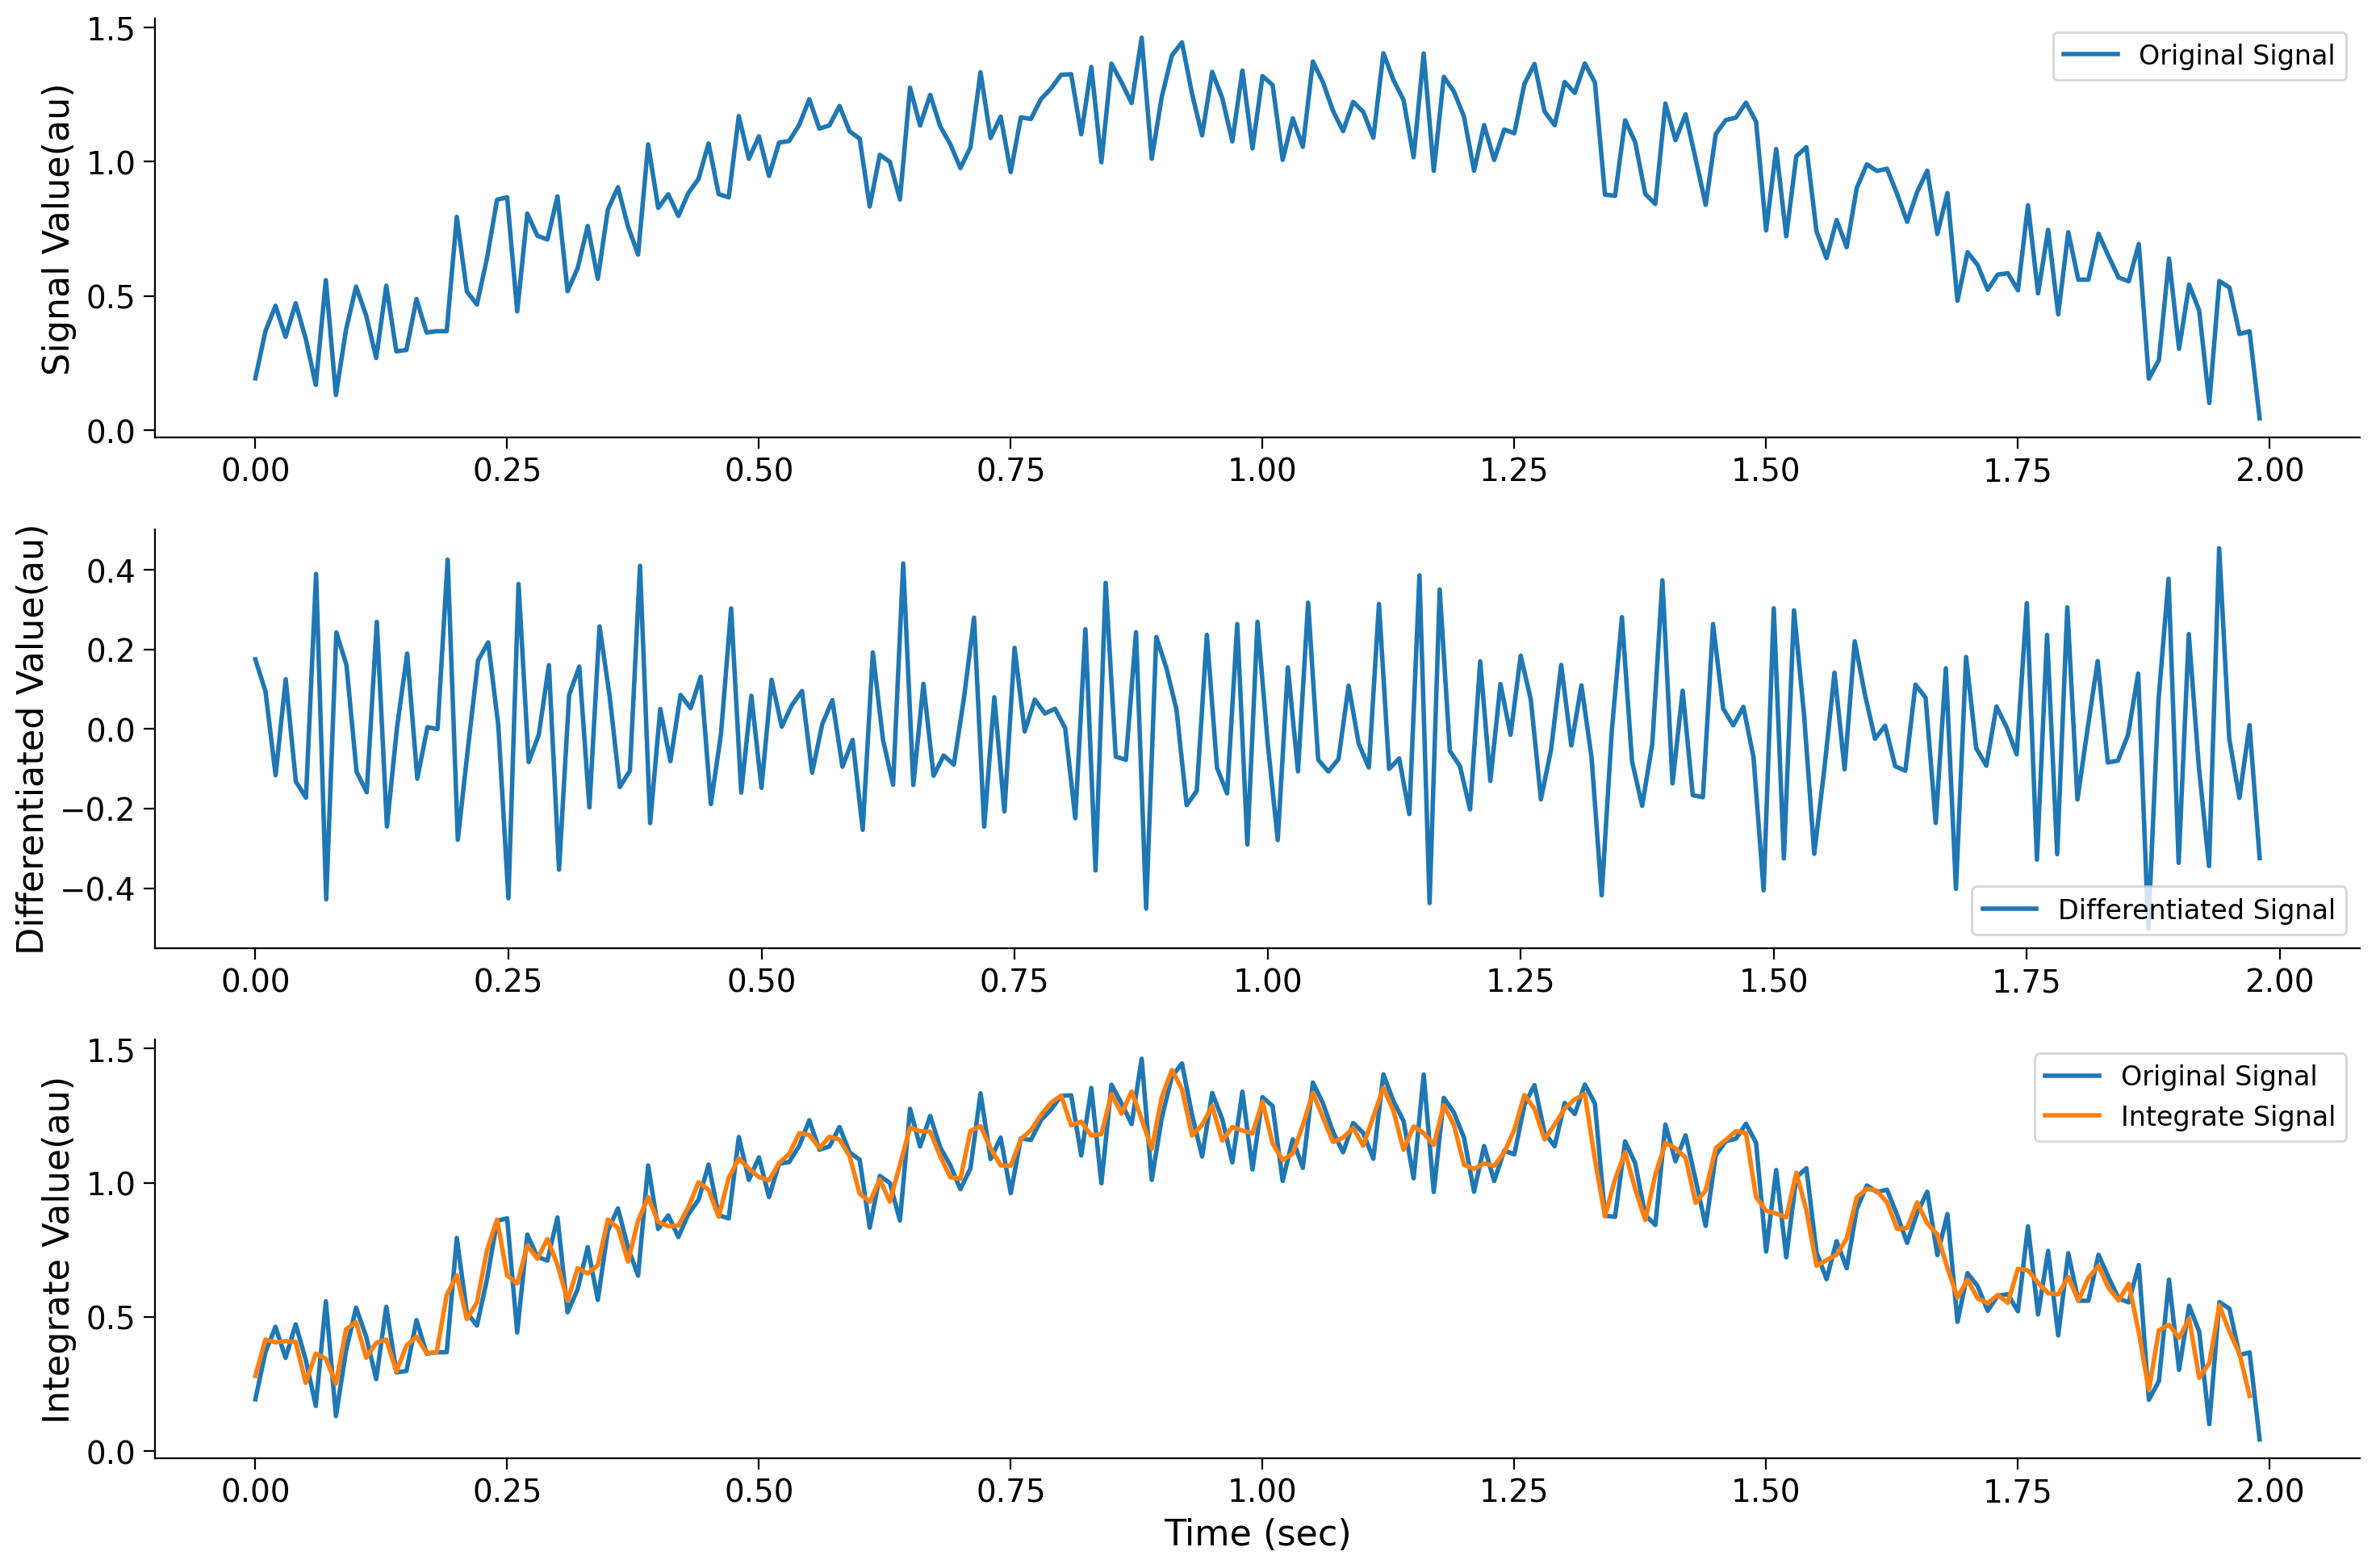 Signal Value(au)
1.5
1.0
0.5
0.0
Original Signal
0.00 0.25 0.50 0.75 1.00 1.25 1.50 1.75 2.00
Differentiated Value(au)
0.4
0.2
0.0
−0.2
−0.4
Differentiated Signal
0.00 0.25 0.50 0.75 1.00 1.25 1.50 1.75 2.00
Integrate Value(au)
1.5
1.0
0.5
0.0
Original Signal
Integrate Signal
0.00 0.25 0.50 0.75 1.00 1.25 1.50 1.75 2.00
Time (sec)